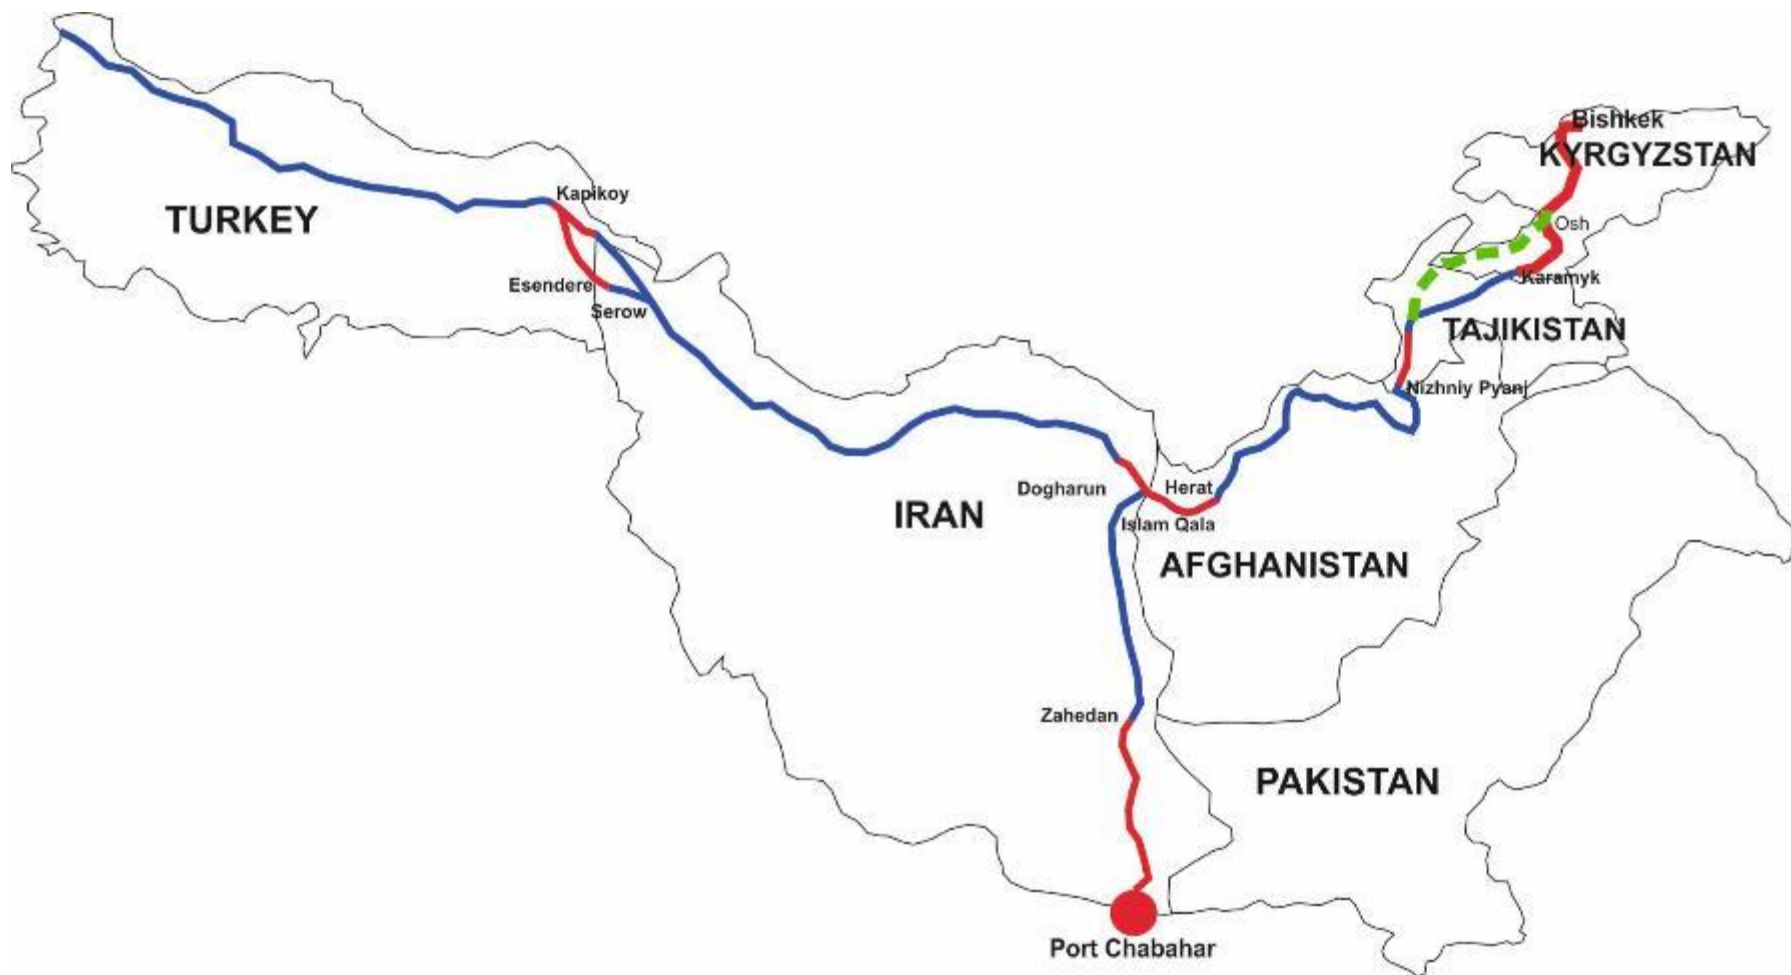 Bishkek
KYRGYZSTAN
Kapikoy
TURKEY
Osh
Esendere
Karamyk
Serow
TAJIKISTAN
Nizhniy Pyanj
Dogharun
Herat
IRAN
Islam Qala
AFGHANISTAN
Zahedan
PAKISTAN
Port Chabahar